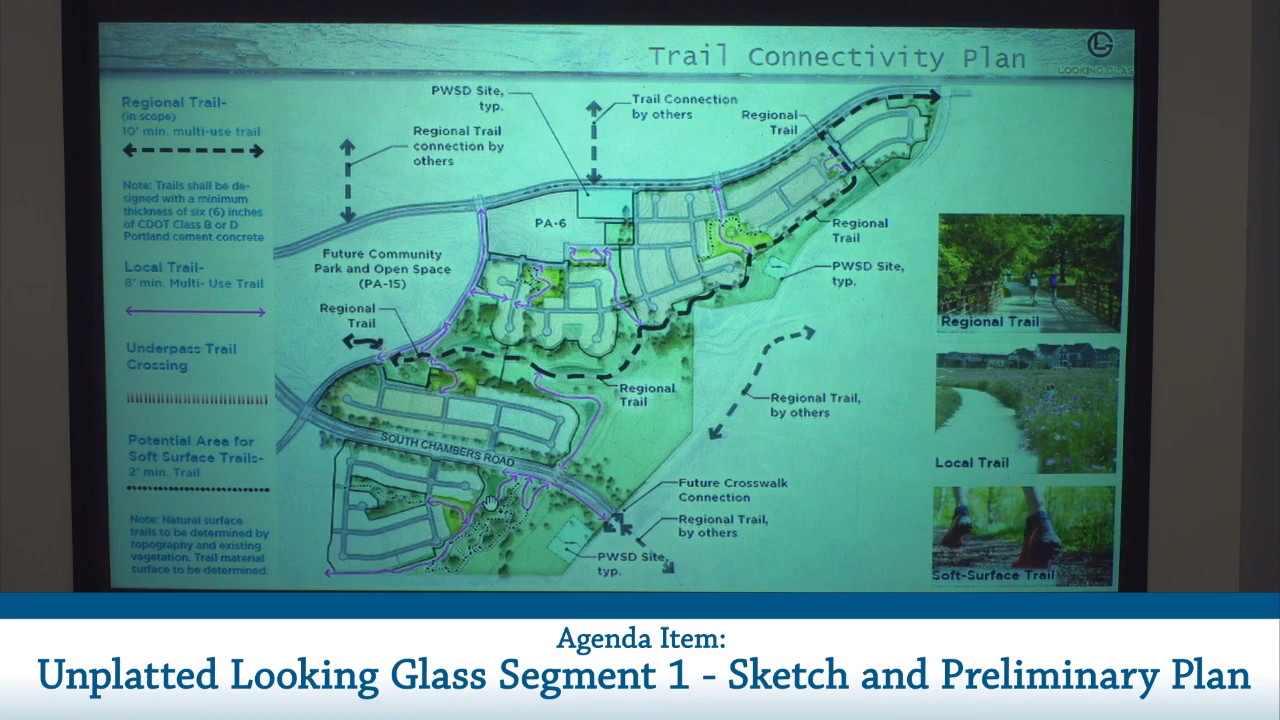 Trail Connectivity Plan
LG
LOOKING GLAS
Regional Trail-
(in scope)
10' min. multi-use trail
Note: Trails shall be de-
signed with a minimum
thickness of six (6) inches
of CDOT Class B or D
Portland cement concrete
Local Trail-
8' min. Multi- Use Trail
Underpass Trail
Crossing
Potential Area for
Soft Surface Trails-
2' min. Trail
Note: Natural surface
trails to be determined by
topography and existing
vegetation. Trail material
surface to be determined.
PWSD Site,
typ.
Regional Trail
connection by
others
Trail Connection
by others
Regional
Trail
PA-6
Future Community
Park and Open Space
(PA-15)
Regional
Trail
Regional
Trail
PWSD Site,
typ.
Regional
Trail
Regional Trail,
by others
SOUTH CHAMBERS ROAD
Future Crosswalk
Connection
Regional Trail,
by others
PWSD Site,
typ.
Regional Trail
Local Trail
Soft-Surface Trail
Agenda Item:
Unplatted Looking Glass Segment 1 - Sketch and Preliminary Plan